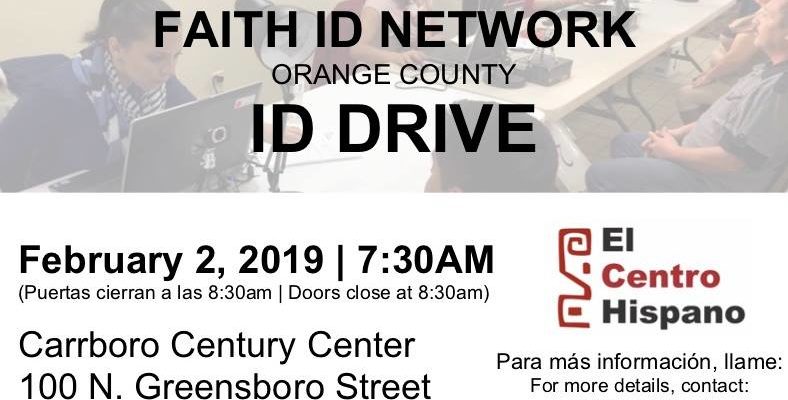 FAITH ID NETWORK
ORANGE COUNTY
ID DRIVE
February 2, 2019 | 7:30AM
(Puertas cierran a las 8:30am | Doors close at 8:30am)
Carrboro Century Center
100 N. Greensboro Street
El
Centro
Hispano
Para más información, llame:
For more details, contact: